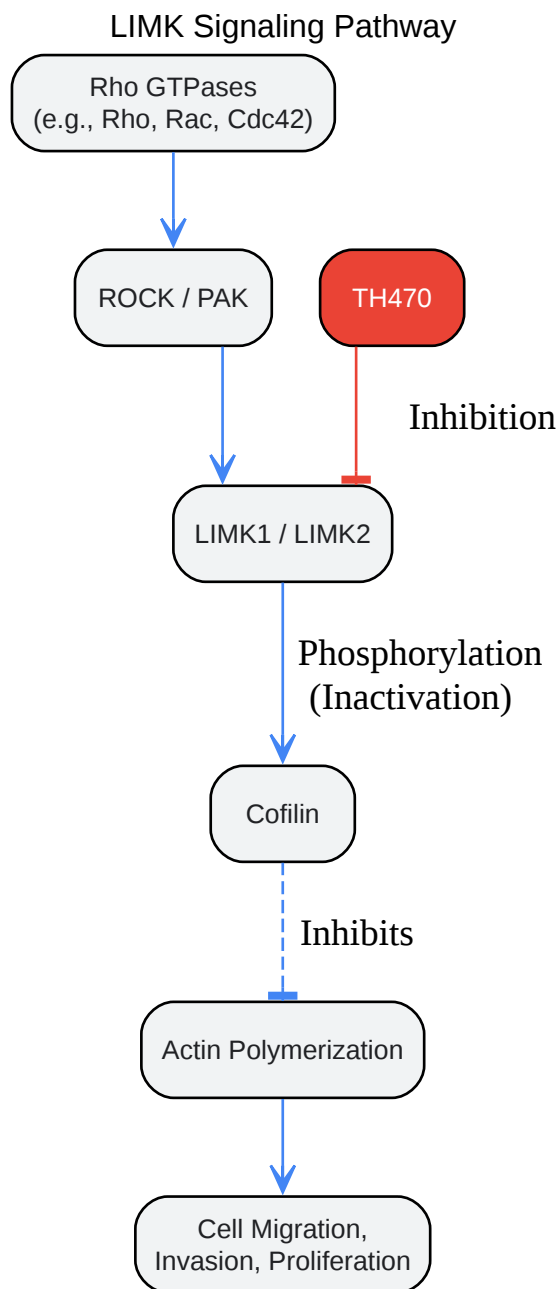 LIMK Signaling Pathway
Rho GTPases
(e.g., Rho, Rac, Cdc42)
ROCK / PAK
TH470
Inhibition
LIMK1 / LIMK2
Phosphorylation
(Inactivation)
Cofilin
Inhibits
Actin Polymerization
Cell Migration,
Invasion, Proliferation